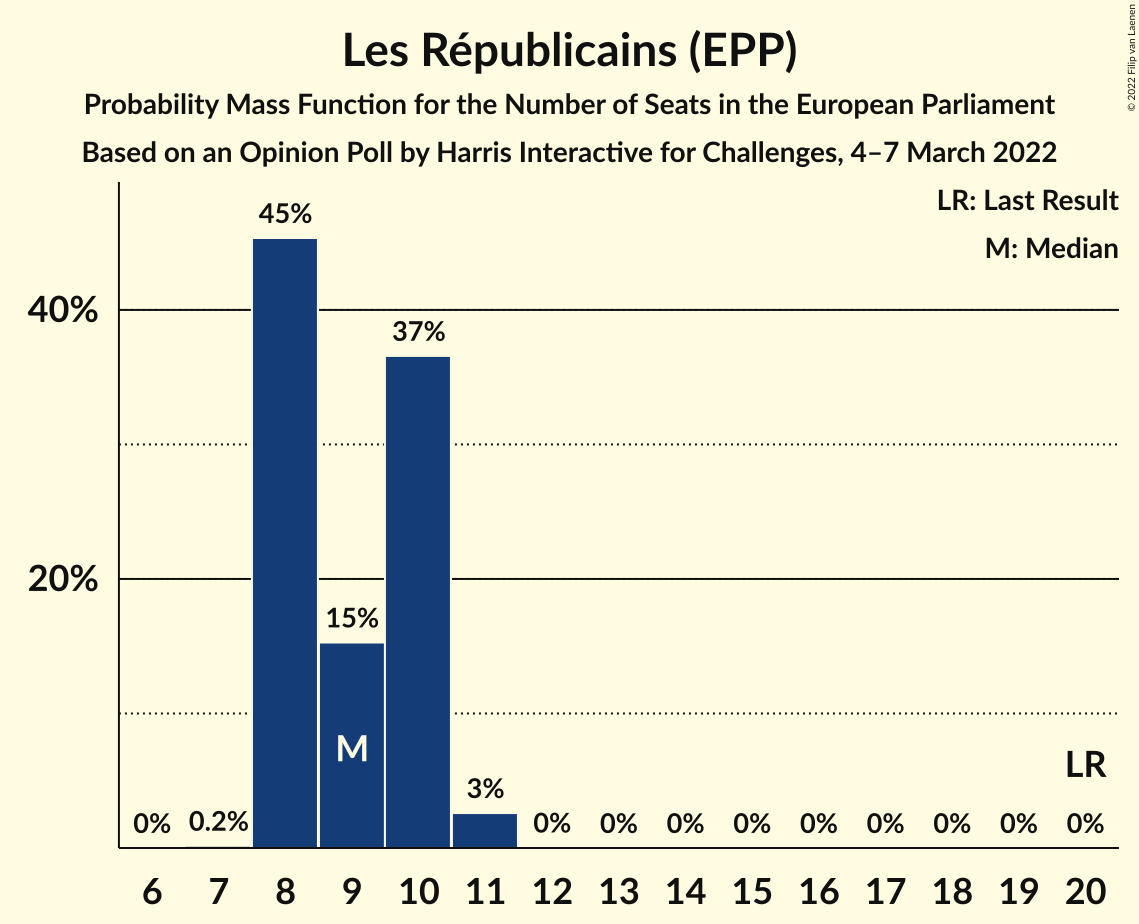 Les Républicains (EPP)
Probability Mass Function for the Number of Seats in the European Parliament
Based on an Opinion Poll by Harris Interactive for Challenges, 4–7 March 2022
© 2022 Filip van Laenen
LR: Last Result
M: Median
45%
40%
37%
20%
15%
M
LR
3%
0% 0.2% 0% 0% 0% 0% 0% 0% 0% 0% 0%
6 7 8 9 10 11 12 13 14 15 16 17 18 19 20